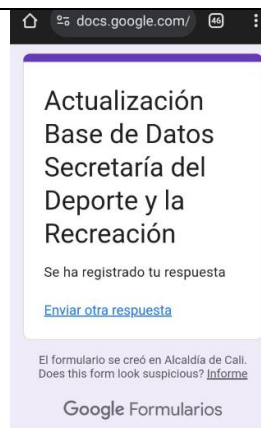 docs.google.com/
46
Actualización
Base de Datos
Secretaría del
Deporte y la
Recreación
Se ha registrado tu respuesta
Enviar otra respuesta
El formulario se creó en Alcaldía de Cali.
Does this form look suspicious? Informe
Google Formularios